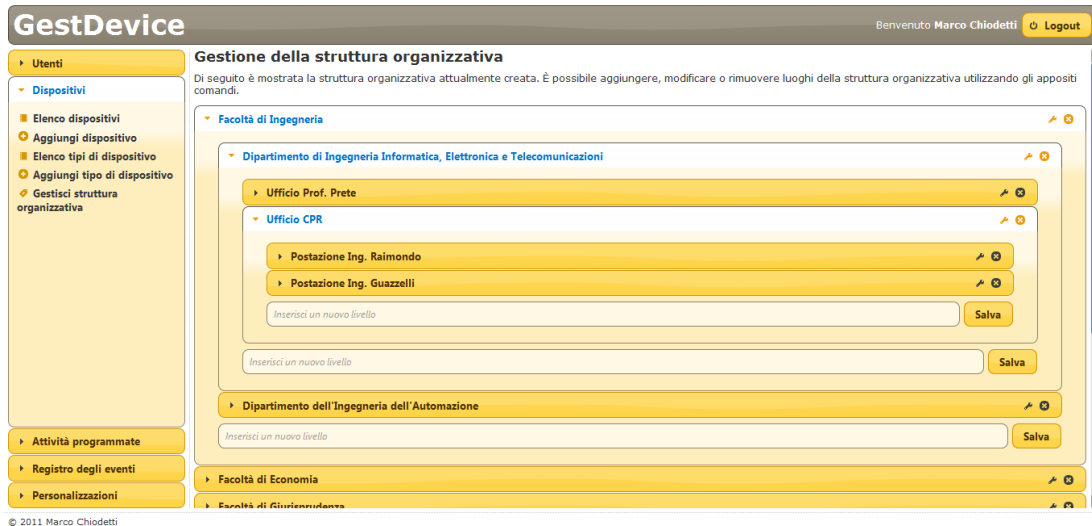 GestDevice
Benvenuto Marco Chiodetti
Logout
Utenti
Dispositivi
Elenco dispositivi
Aggiungi dispositivo
Elenco tipi di dispositivo
Aggiungi tipo di dispositivo
Gestisci struttura
organizzativa
Attività programmate
Registro degli eventi
Personalizzazioni
Gestione della struttura organizzativa
Di seguito è mostrata la struttura organizzativa attualmente creata. È possibile aggiungere, modificare o rimuovere luoghi della struttura organizzativa utilizzando gli appositi
comandi.
Facoltà di Ingegneria
Dipartimento di Ingegneria Informatica, Elettronica e Telecomunicazioni
Ufficio Prof. Prete
Ufficio CPR
Postazione Ing. Raimondo
Postazione Ing. Guazzelli
Inserisci un nuovo livello
Salva
Inserisci un nuovo livello
Salva
Dipartimento dell'Ingegneria dell'Automazione
Inserisci un nuovo livello
Salva
Facoltà di Economia
Facoltà di Giurisprudenza
© 2011 Marco Chiodetti